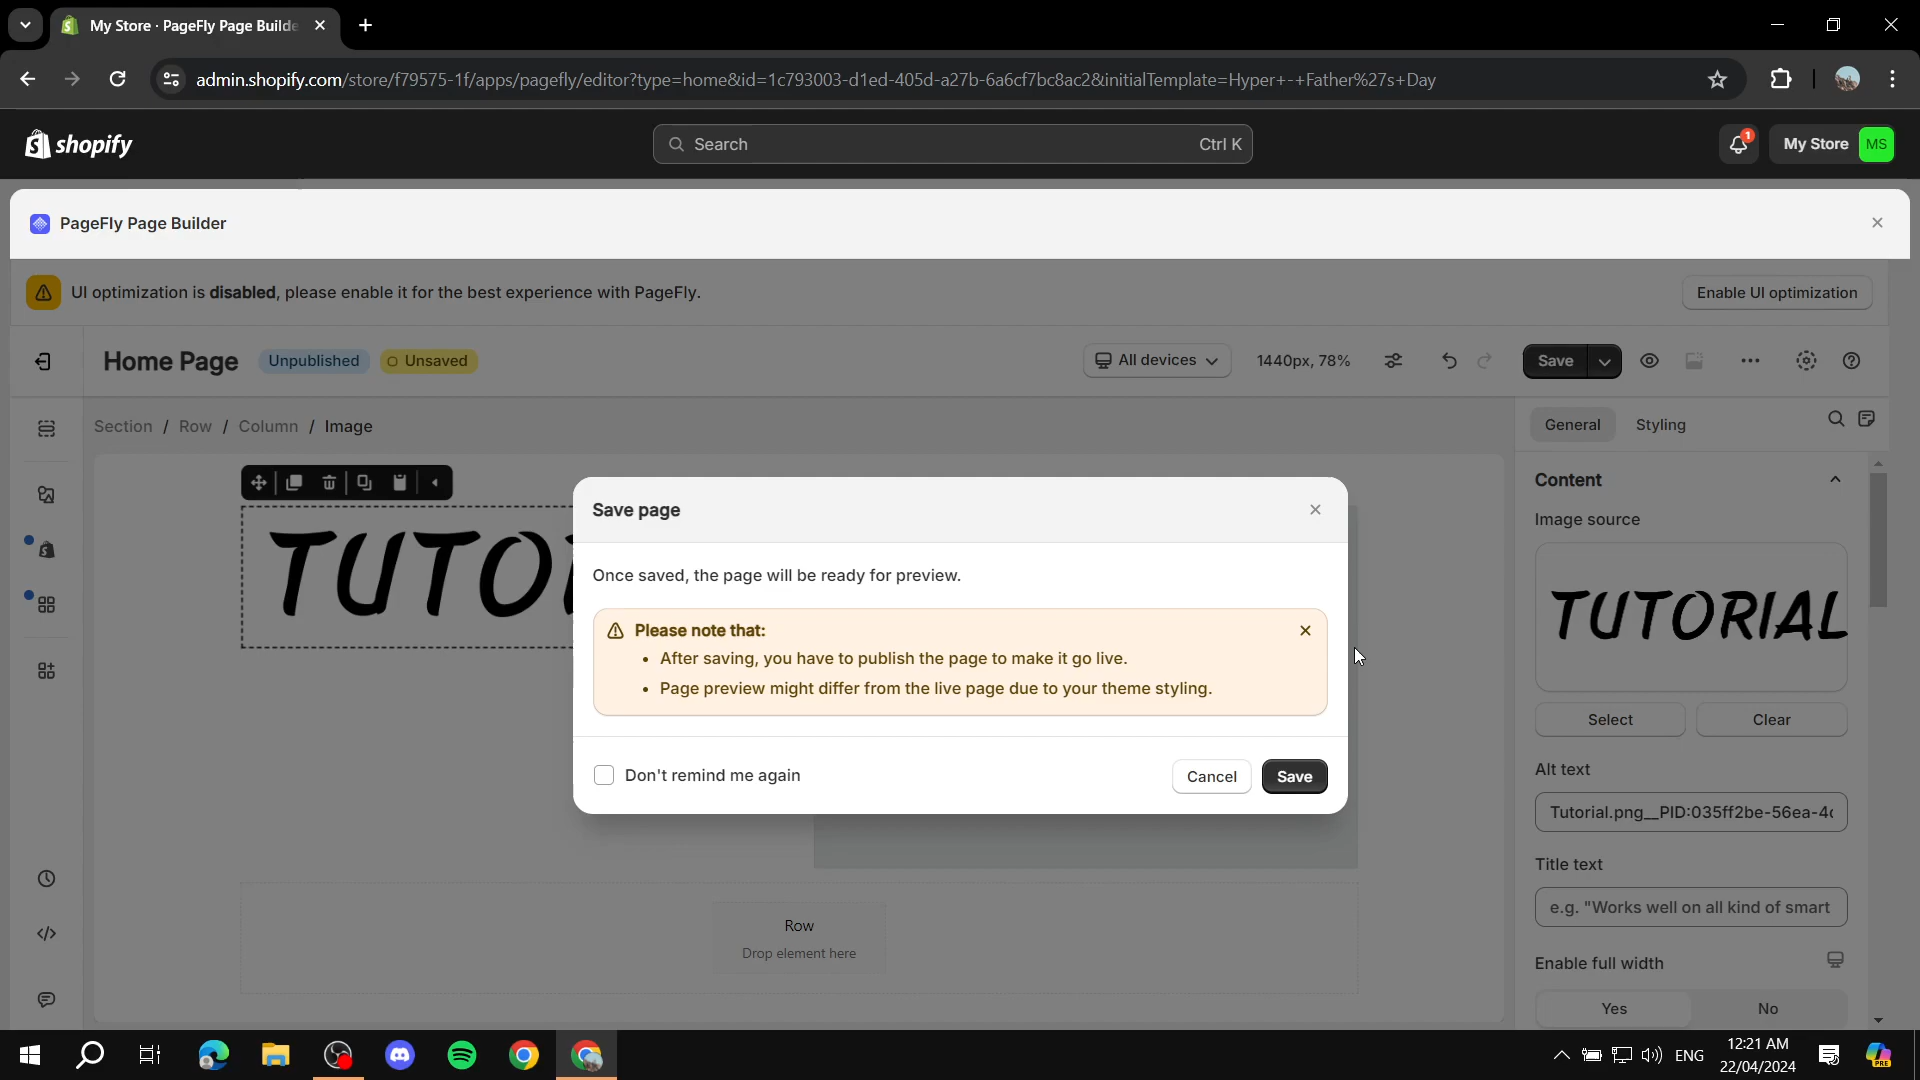 My Store · PageFly Page Builde
admin.shopify.com/store/f79575-1f/apps/pagefly/editor?type=home&id=1c793003-d1ed-405d-a27b-6a6cf7bc8ac2&initialTemplate=Hyper+-+Father%27s+Day
shopify
Search
Ctrl K
1
My Store
MS
PageFly Page Builder
UI optimization is disabled, please enable it for the best experience with PageFly.
Enable UI optimization
Home Page
Unpublished
Unsaved
All devices
1440px, 78%
Save
Section / Row / Column / Image
General
Styling
TUTO
Save page
Once saved, the page will be ready for preview.
Please note that:
• After saving, you have to publish the page to make it go live.
• Page preview might differ from the live page due to your theme styling.
Don't remind me again
Cancel
Save
Row
Drop element here
Content
Image source
TUTORIAL
Select
Clear
Alt text
Tutorial.png__PID:035ff2be-56ea-4
Title text
e.g. "Works well on all kind of smart
Enable full width
Yes
No
ENG
12:21 AM
22/04/2024
PRE